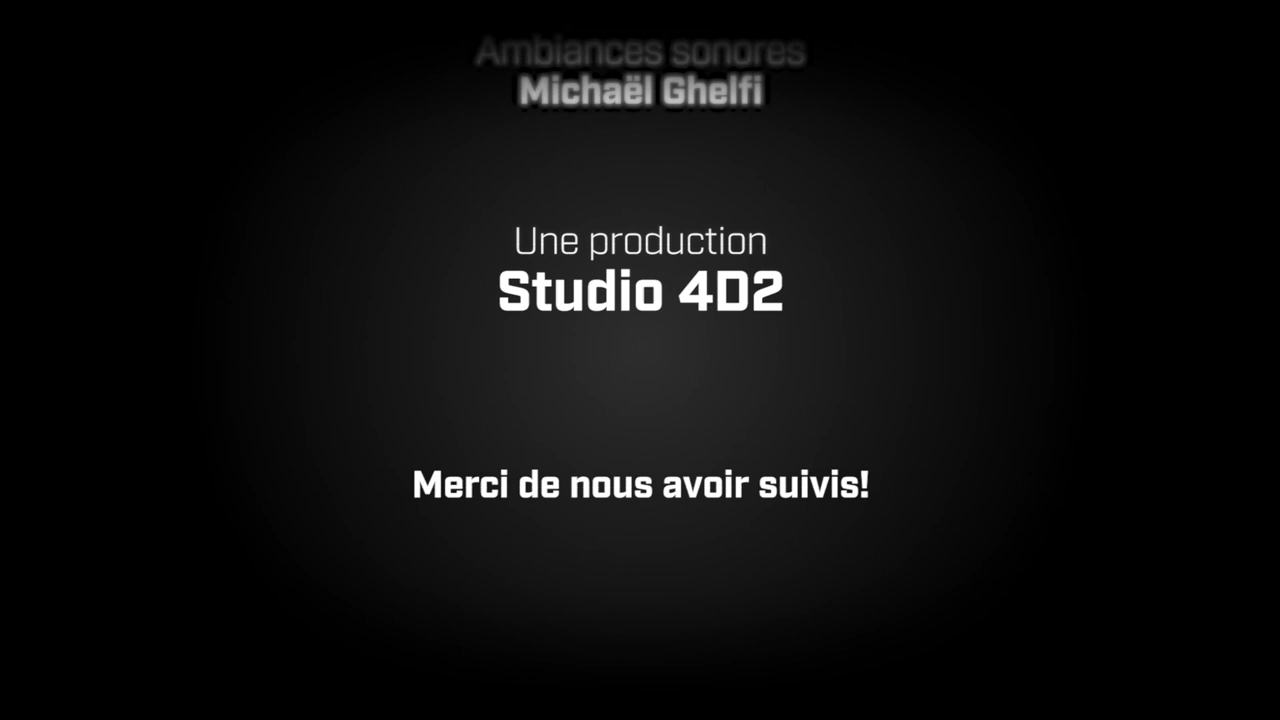 Ambiances sonores
Michaël Ghelfi
Une production
Studio 4D2
Merci de nous avoir suivis!